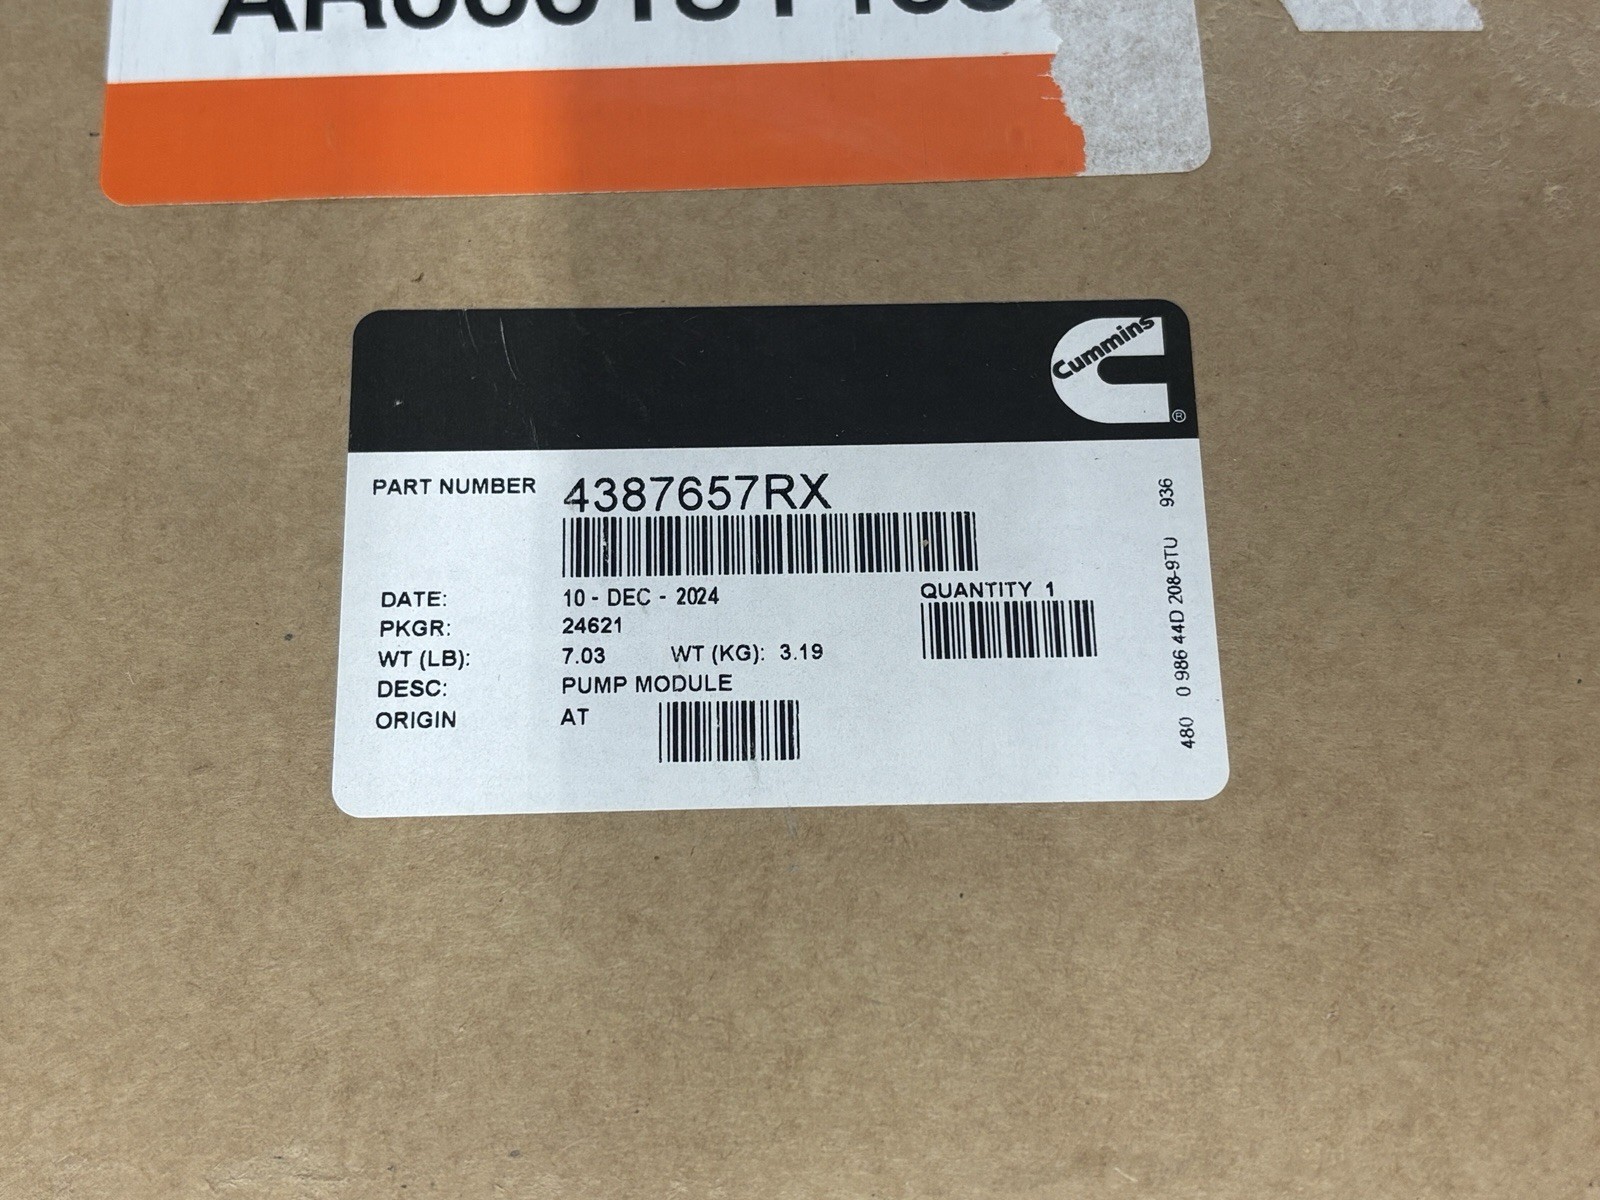 Cummins
®
PART NUMBER 4387657RX
DATE: 10 - DEC - 2024
QUANTITY 1
PKGR: 24621
WT (LB): 7.03 WT (KG): 3.19
DESC: PUMP MODULE
ORIGIN AT
480 0 986 44D 208-9TU 936